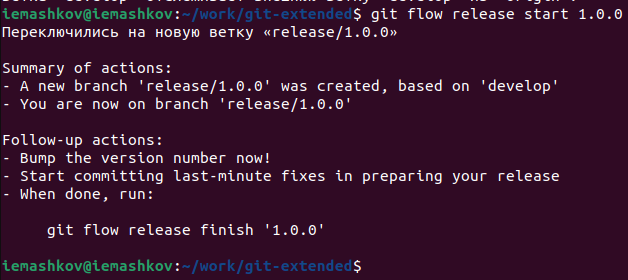 iemashkov@iemashkov:~/work/git-extended$ git flow release start 1.0.0
Переключились на новую ветку «release/1.0.0»
Summary of actions:
- A new branch 'release/1.0.0' was created, based on 'develop'
- You are now on branch 'release/1.0.0'
Follow-up actions:
- Bump the version number now!
- Start committing last-minute fixes in preparing your release
- When done, run:
git flow release finish '1.0.0'
iemashkov@iemashkov:~/work/git-extended$